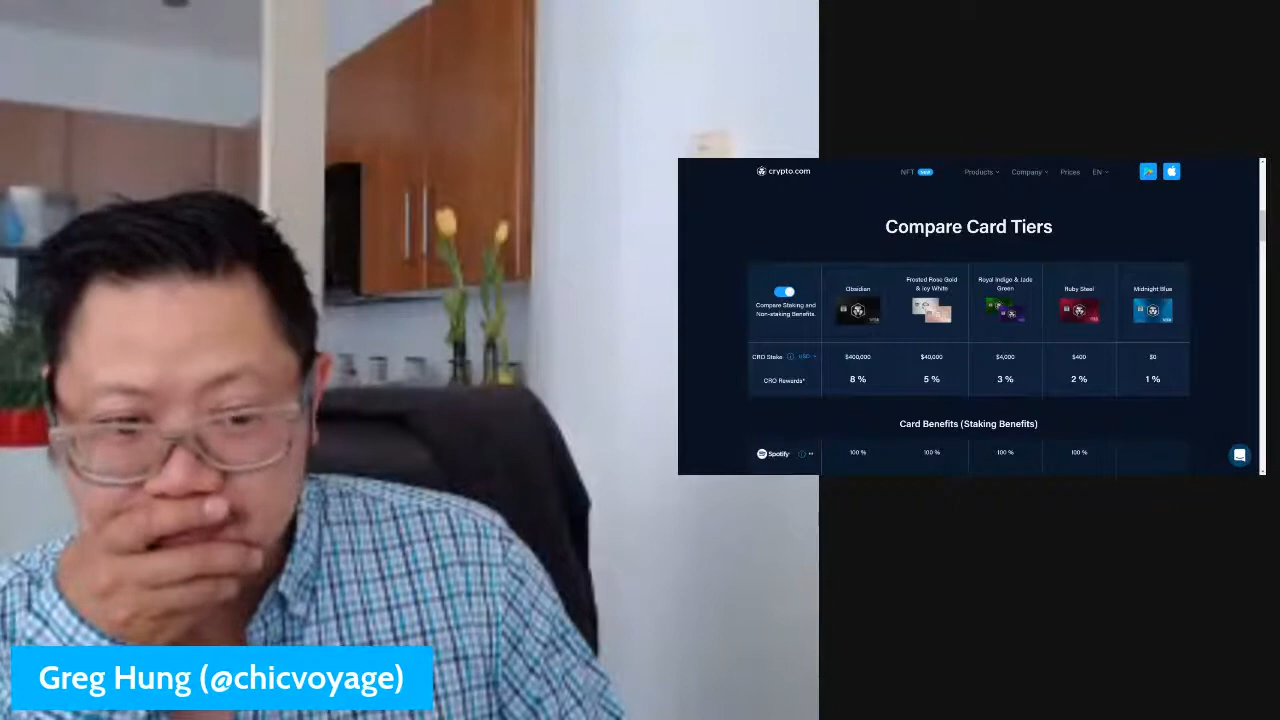 crypto.com
NFT New Products Company Prices EN
Compare Card Tiers
Compare Staking and
Non-staking Benefits.
Obsidian
Frosted Rose Gold
& Icy White
Royal Indigo & Jade
Green
Ruby Steel
Midnight Blue
CRO Stake USD $400,000 $40,000 $4,000 $400 $0
CRO Rewards* 8 % 5 % 3 % 2 % 1 %
Card Benefits (Staking Benefits)
Spotify 100 % 100 % 100 % 100 %
Greg Hung (@chicvoyage)